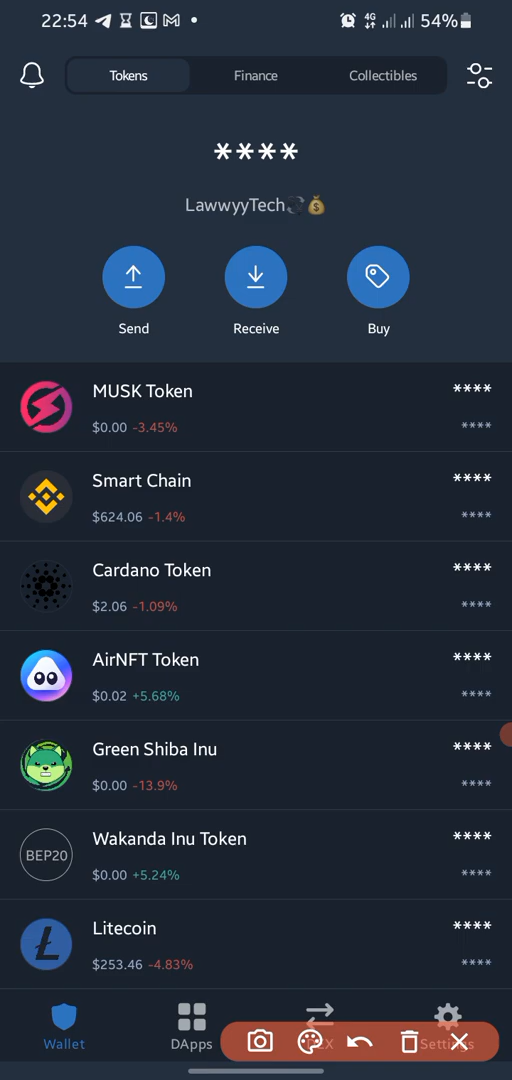 22:54 4G 54%
Tokens Finance Collectibles
****
LawwyyTech
Send Receive Buy
MUSK Token ****
$0.00 -3.45% ****
Smart Chain ****
$624.06 -1.4% ****
Cardano Token ****
$2.06 -1.09% ****
AirNFT Token ****
$0.02 +5.68% ****
Green Shiba Inu ****
$0.00 -13.9% ****
BEP20
Wakanda Inu Token ****
$0.00 +5.24% ****
Litecoin ****
$253.46 -4.83% ****
Wallet DApps Settings